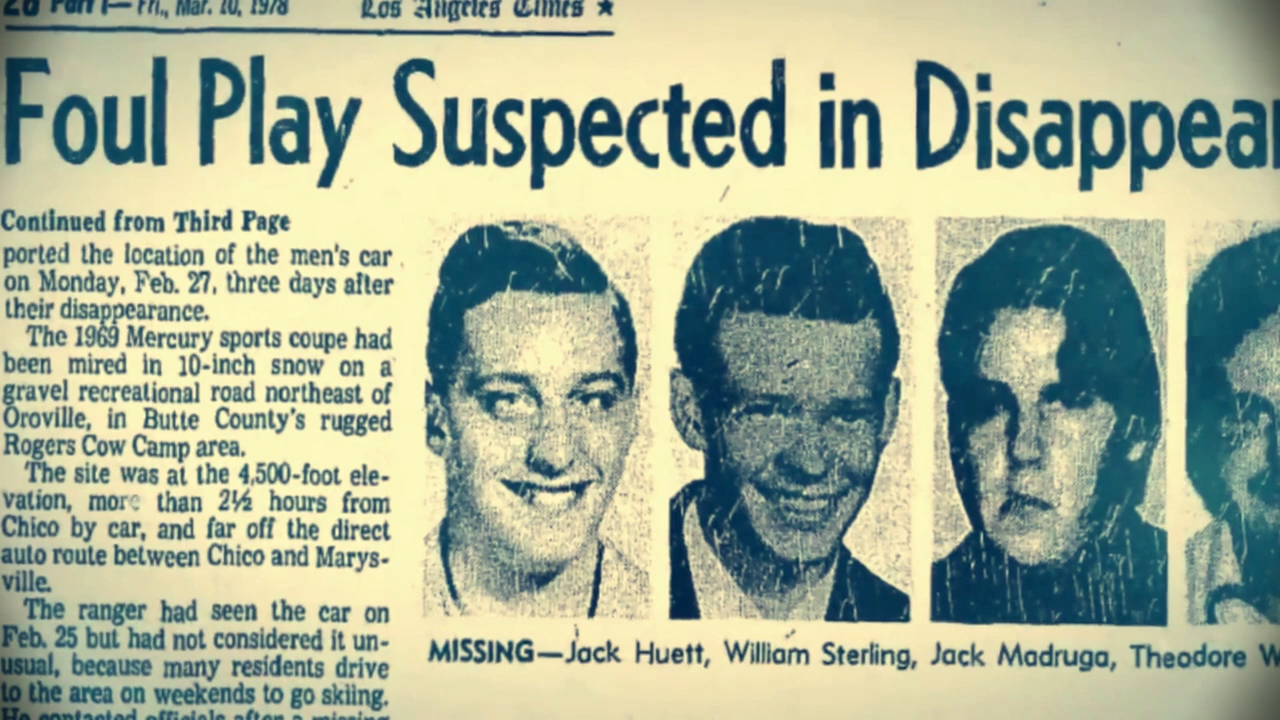 20 Part I— Fri., Mar. 10, 1978 Los Angeles Times ★
Foul Play Suspected in Disappear
Continued from Third Page
ported the location of the men's car
on Monday, Feb. 27, three days after
their disappearance.
The 1969 Mercury sports coupe had
been mired in 10-inch snow on a
gravel recreational road northeast of
Oroville, in Butte County's rugged
Rogers Cow Camp area.
The site was at the 4,500-foot ele-
vation, more than 2½ hours from
Chico by car, and far off the direct
auto route between Chico and Marys-
ville.
The ranger had seen the car on
Feb. 25 but had not considered it un-
usual, because many residents drive
to the area on weekends to go skiing.
He contacted officials after a missing
MISSING—Jack Huett, William Sterling, Jack Madruga, Theodore W